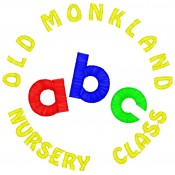 OLD MONKLAND
abc
NURSERY CLASS